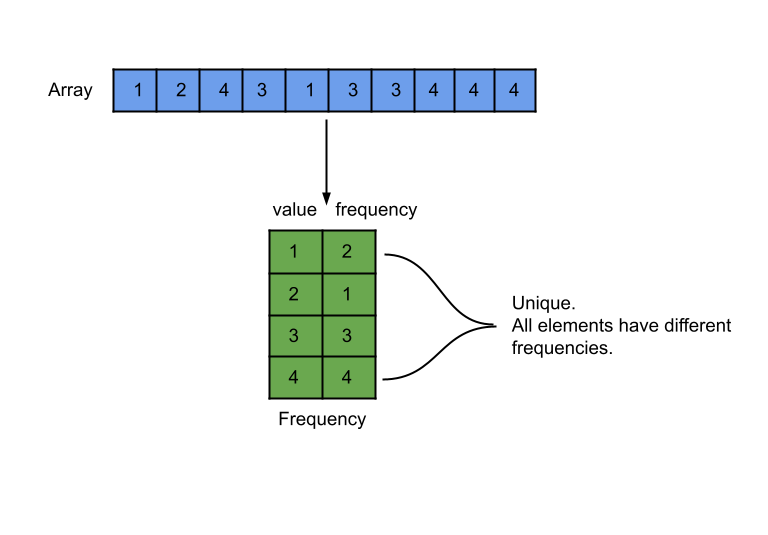 Array 1 2 4 3 1 3 3 4 4 4
value frequency
1 2
2 1
3 3
4 4
Unique.
All elements have different
frequencies.
Frequency